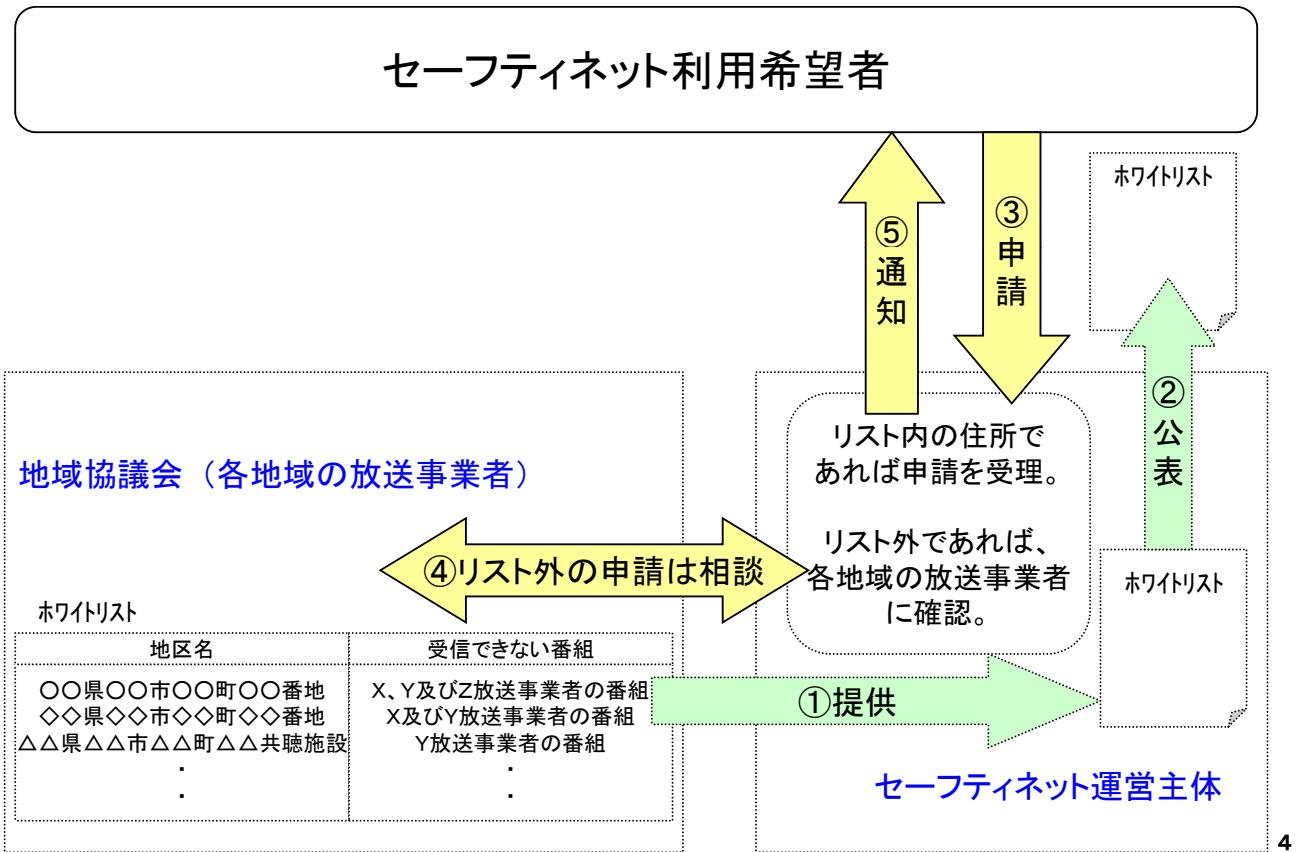 セーフティネット利用希望者
ホワイトリスト
⑤通知
③申請
②公表
地域協議会（各地域の放送事業者）
リスト内の住所で
あれば申請を受理。
リスト外であれば、
各地域の放送事業者
に確認。
④リスト外の申請は相談
ホワイトリスト
ホワイトリスト
地区名 受信できない番組
○○県○○市○○町○○番地 X、Y及びZ放送事業者の番組
◇◇県◇◇市◇◇町◇◇番地 X及びY放送事業者の番組
△△県△△市△△町△△共聴施設 Y放送事業者の番組
・ ・
・ ・
①提供
セーフティネット運営主体
4